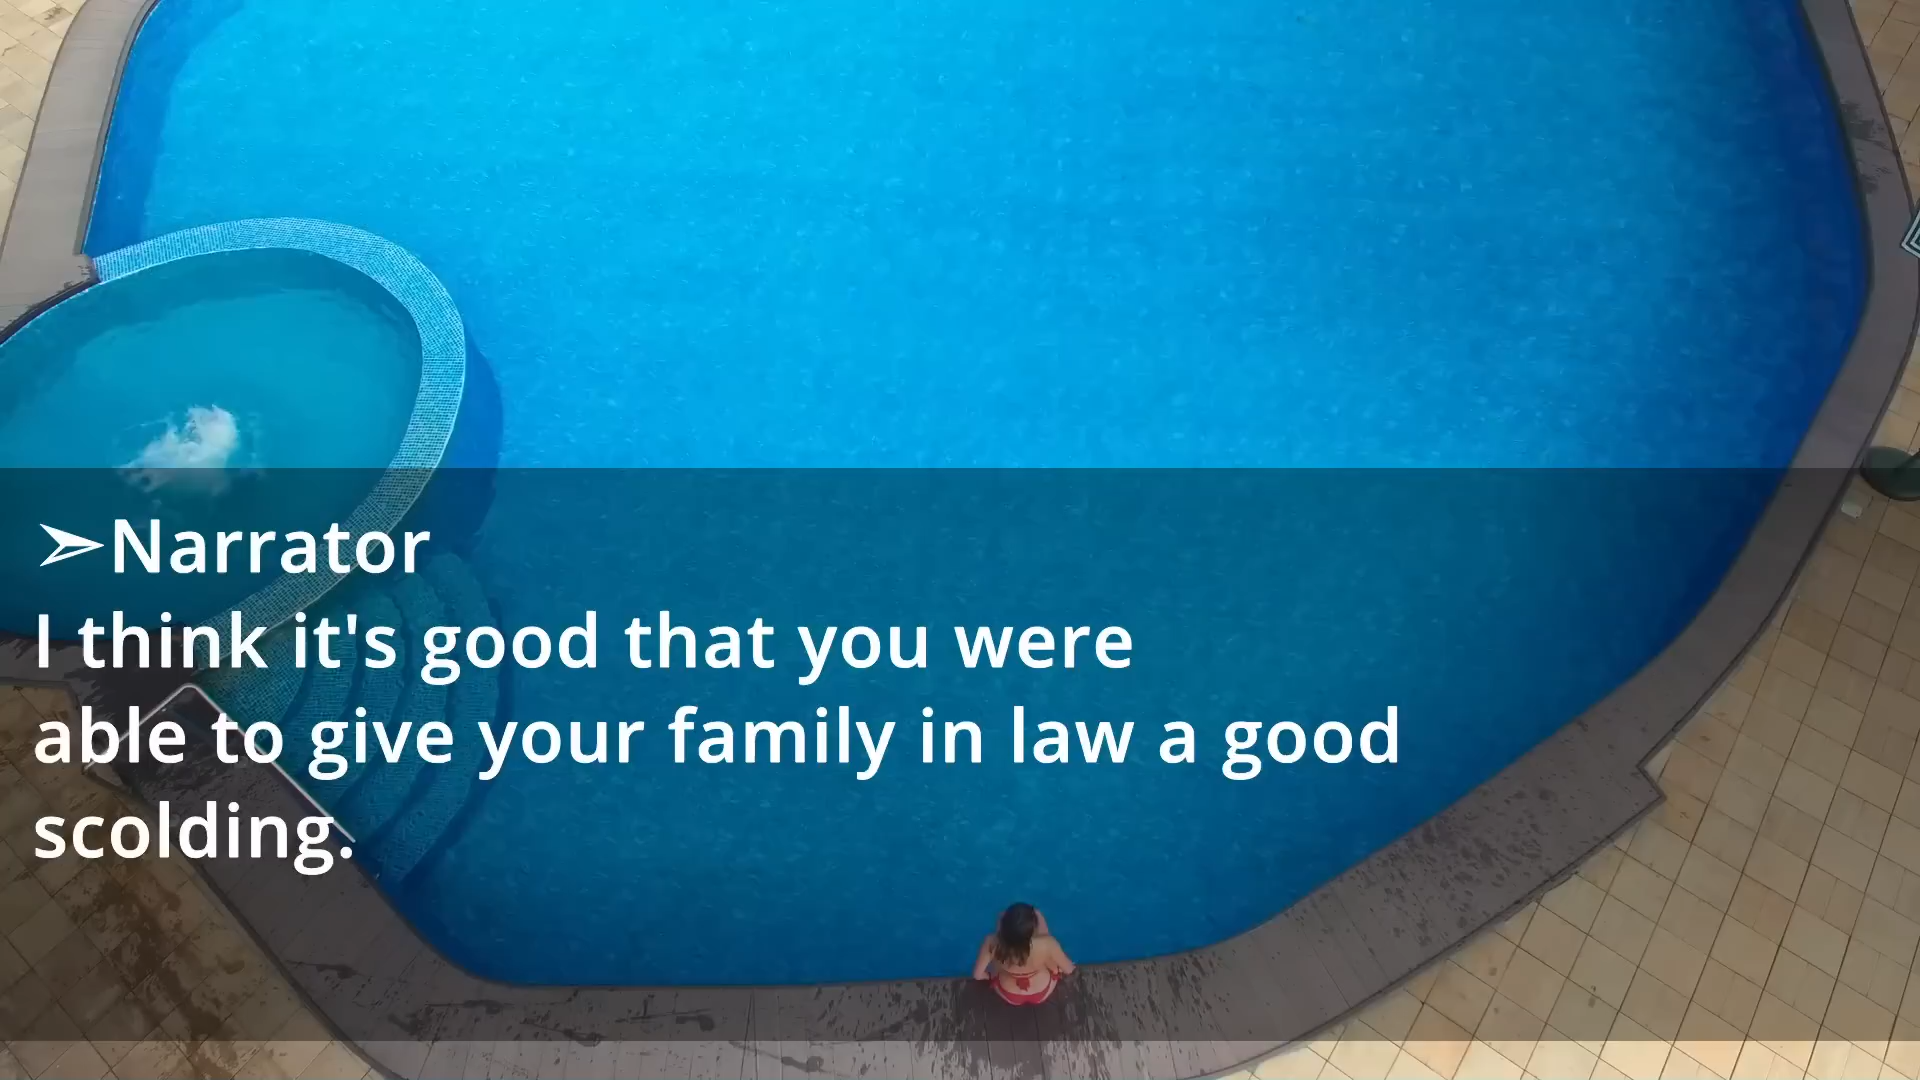 ➢Narrator
I think it's good that you were
able to give your family in law a good
scolding.